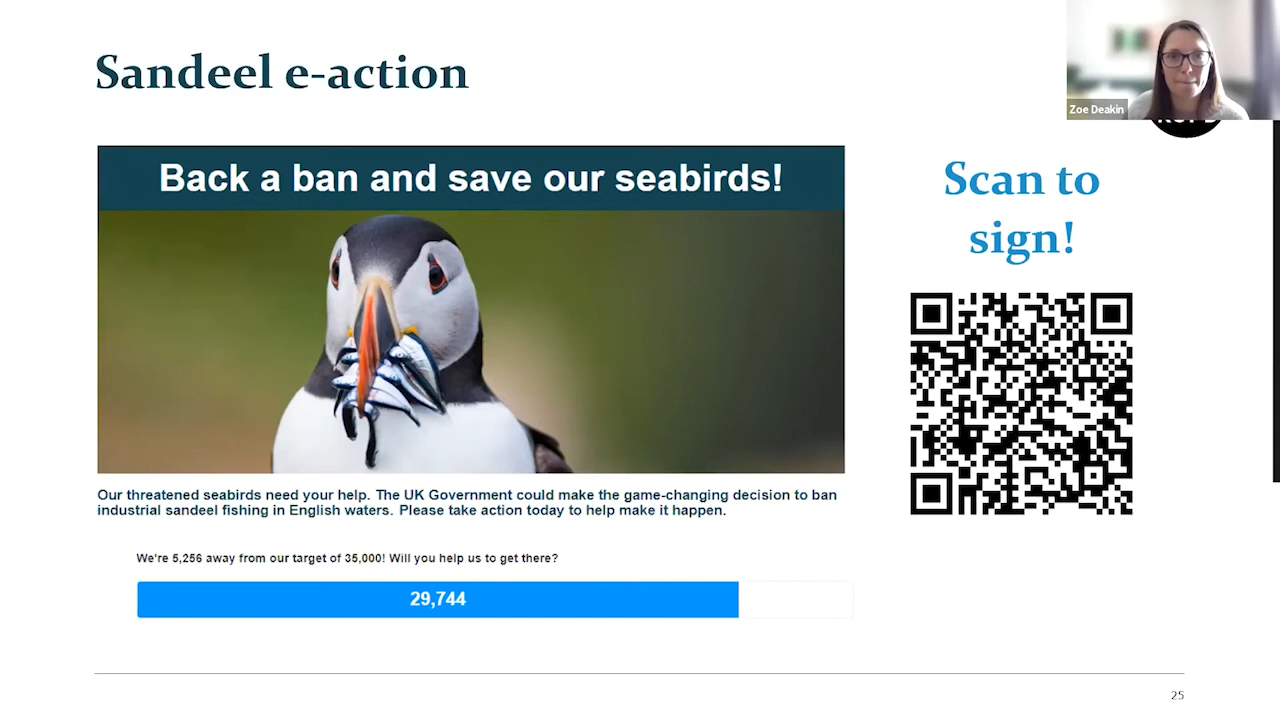 Sandeel e-action
Zoe Deakin
Back a ban and save our seabirds!
Scan to
sign!
Our threatened seabirds need your help. The UK Government could make the game-changing decision to ban
industrial sandeel fishing in English waters. Please take action today to help make it happen.
We're 5,256 away from our target of 35,000! Will you help us to get there?
29,744
25